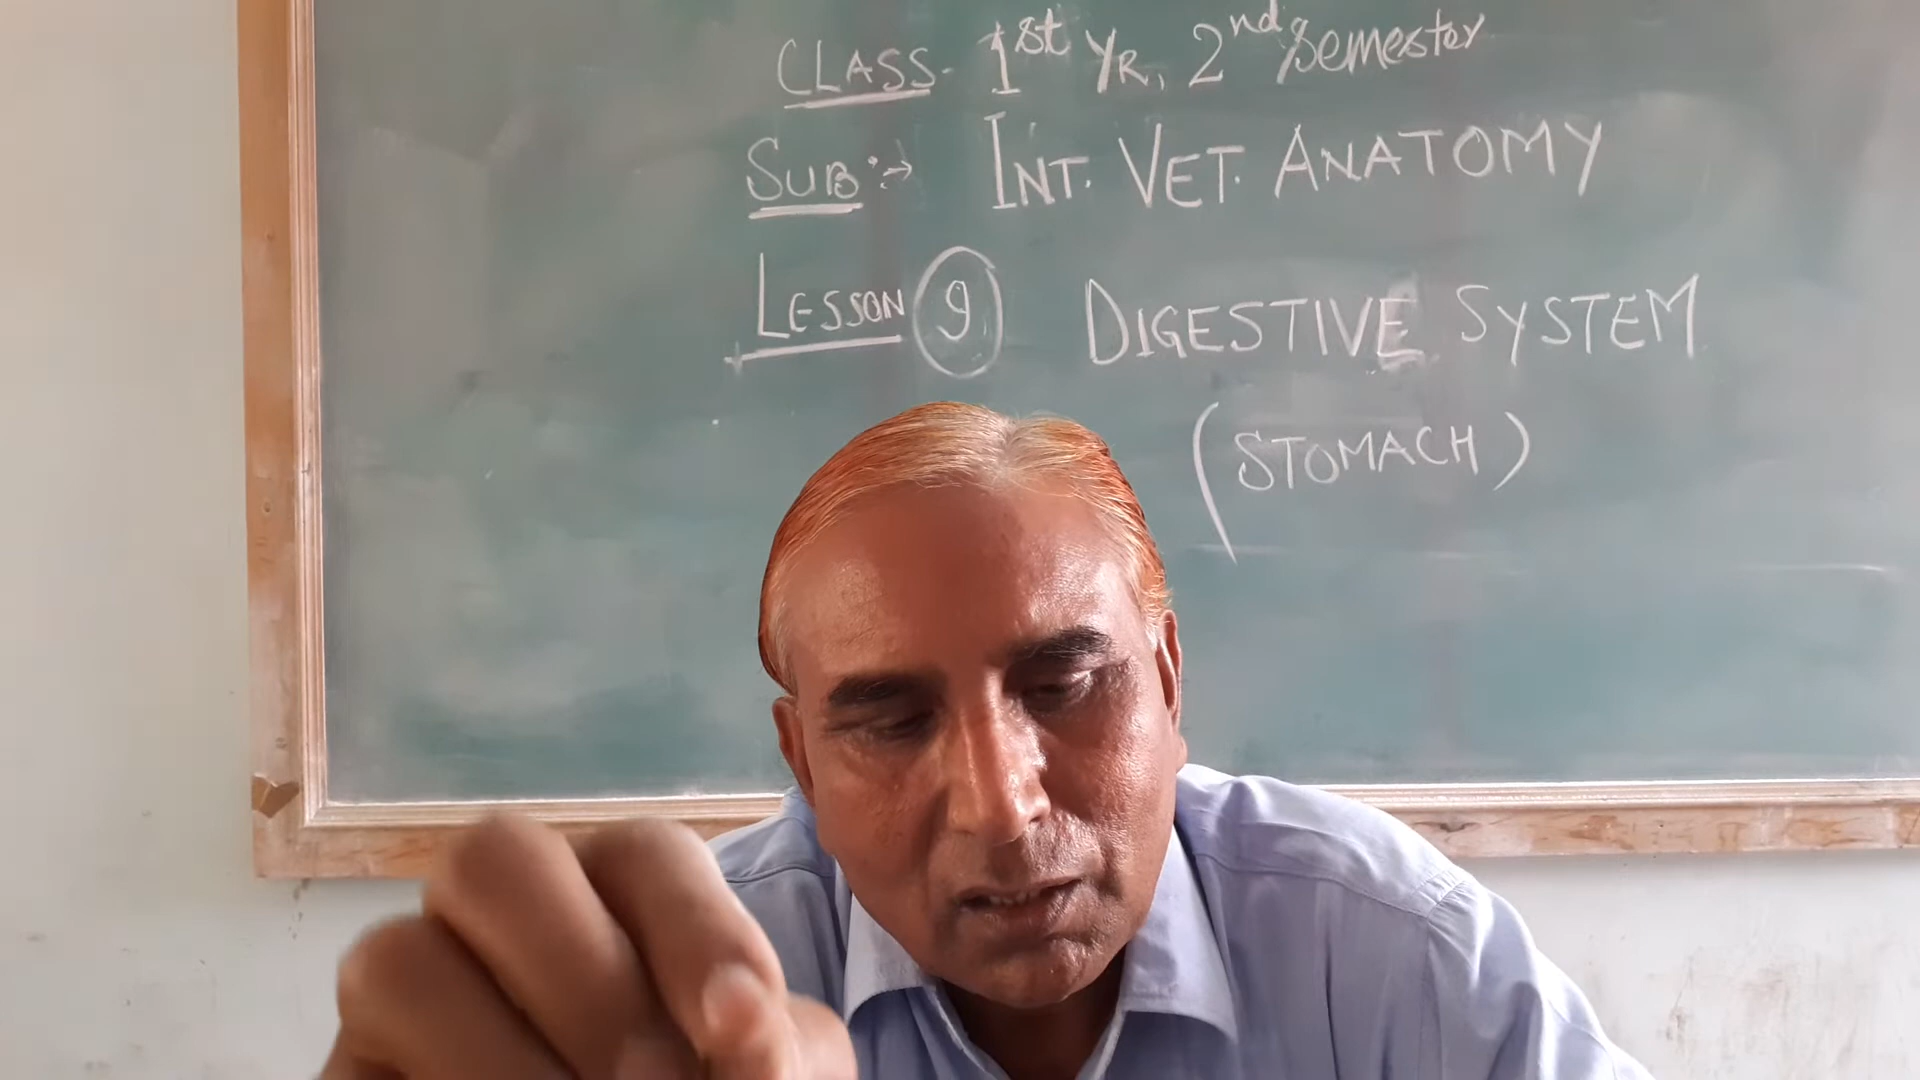 CLASS- 1st YR, 2nd Semester
SUB:→ INT. VET. ANATOMY
LESSON 9 DIGESTIVE SYSTEM
(STOMACH)